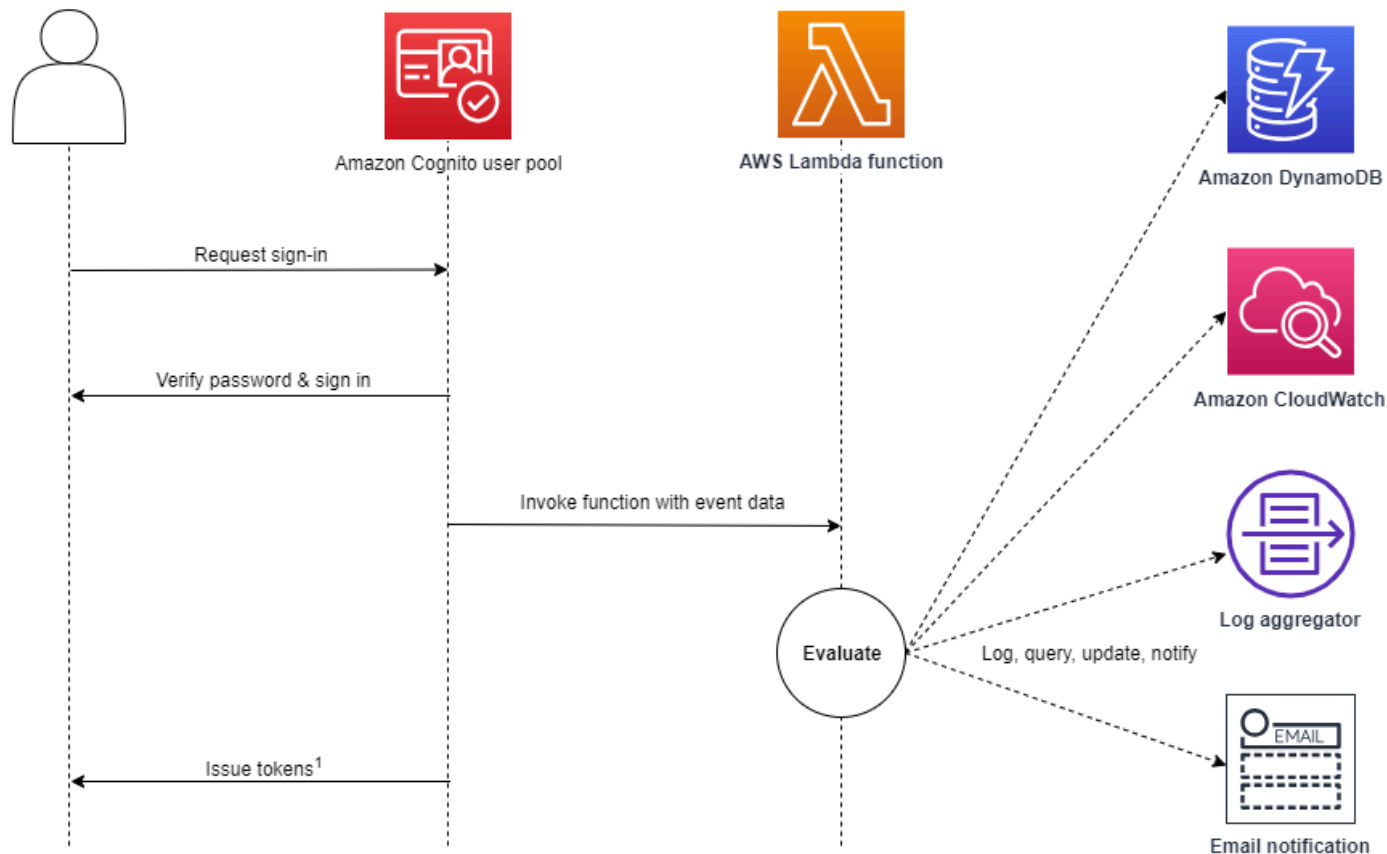 Amazon Cognito user pool
AWS Lambda function
Amazon DynamoDB
Request sign-in
Verify password & sign in
Amazon CloudWatch
Invoke function with event data
Log aggregator
Evaluate
Log, query, update, notify
EMAIL
Issue tokens¹
Email notification